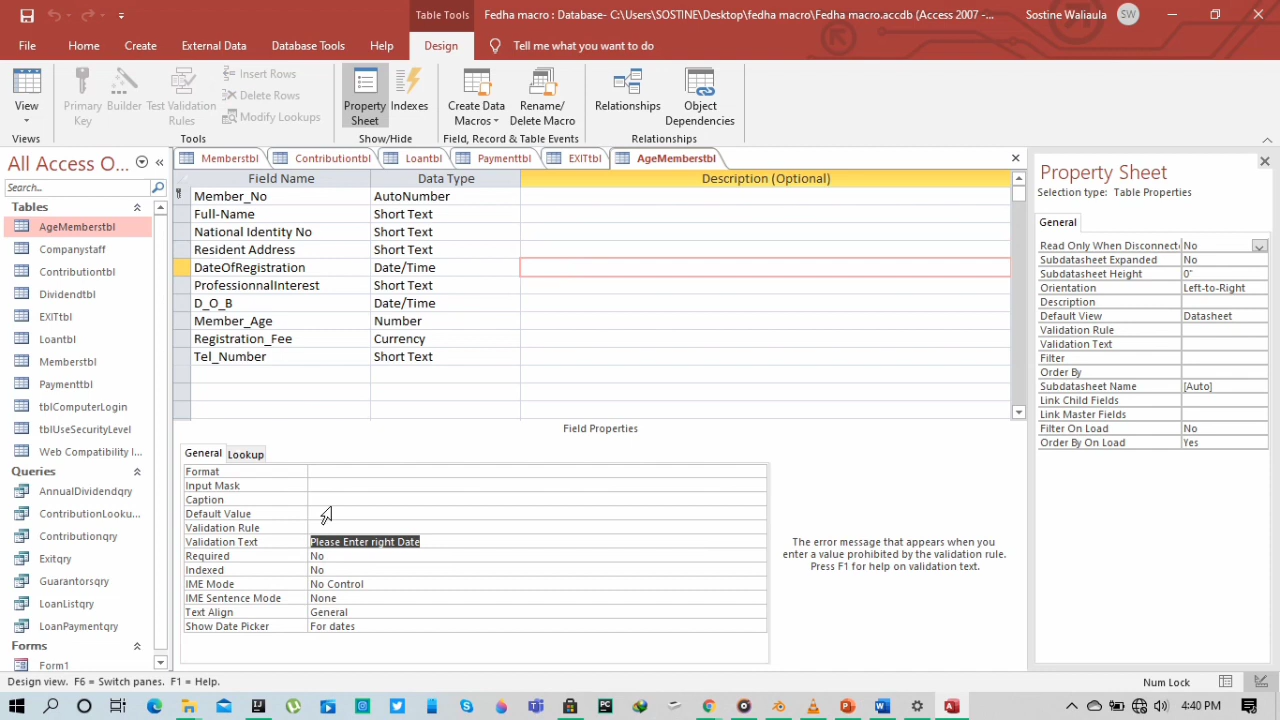 Table Tools
Fedha macro : Database- C:\Users\SOSTINE\Desktop\fedha macro\Fedha macro.accdb (Access 2007 -...
Sostine Waliaula
SW
File
Home
Create
External Data
Database Tools
Help
Design
Tell me what you want to do
View
Primary Key
Builder
Test Validation Rules
Insert Rows
Delete Rows
Modify Lookups
Property Sheet
Indexes
Create Data Macros
Rename/ Delete Macro
Relationships
Object Dependencies
Views
Tools
Show/Hide
Field, Record & Table Events
Relationships
All Access O...
Search...
Tables
AgeMemberstbl
Companystaff
Contributiontbl
Dividendtbl
EXITtbl
Loantbl
Memberstbl
Paymenttbl
tblComputerLogin
tblUseSecurityLevel
Web Compatibility I...
Queries
AnnualDividendqry
ContributionLooku...
Contributionqry
Exitqry
Guarantorsqry
LoanListqry
LoanPaymentqry
Forms
Form1
Memberstbl
Contributiontbl
Loantbl
Paymenttbl
EXITtbl
AgeMemberstbl
Field Name Data Type Description (Optional)
Member_No AutoNumber
Full-Name Short Text
National Identity No Short Text
Resident Address Short Text
DateOfRegistration Date/Time
ProfessionnalInterest Short Text
D_O_B Date/Time
Member_Age Number
Registration_Fee Currency
Tel_Number Short Text
Field Properties
General Lookup
Format
Input Mask
Caption
Default Value
Validation Rule
Validation Text Please Enter right Date
Required No
Indexed No
IME Mode No Control
IME Sentence Mode None
Text Align General
Show Date Picker For dates
The error message that appears when you
enter a value prohibited by the validation rule.
Press F1 for help on validation text.
Property Sheet
Selection type: Table Properties
General
Read Only When Disconnect No
Subdatasheet Expanded No
Subdatasheet Height 0"
Orientation Left-to-Right
Description
Default View Datasheet
Validation Rule
Validation Text
Filter
Order By
Subdatasheet Name [Auto]
Link Child Fields
Link Master Fields
Filter On Load No
Order By On Load Yes
Design view. F6 = Switch panes. F1 = Help.
Num Lock
4:40 PM